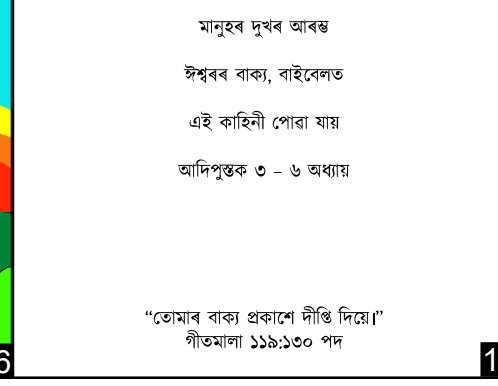 মানুহৰ দুখৰ আৰম্ভ
ঈশ্বৰৰ বাক্য, বাইবেলত
এই কাহিনী পোৱা যায়
আদিপুস্তক ৩ – ৬ অধ্যায়
“তোমাৰ বাক্য প্ৰকাশে দীপ্তি দিয়ে।”
গীতমালা ১১৯:১৩০ পদ
6
1